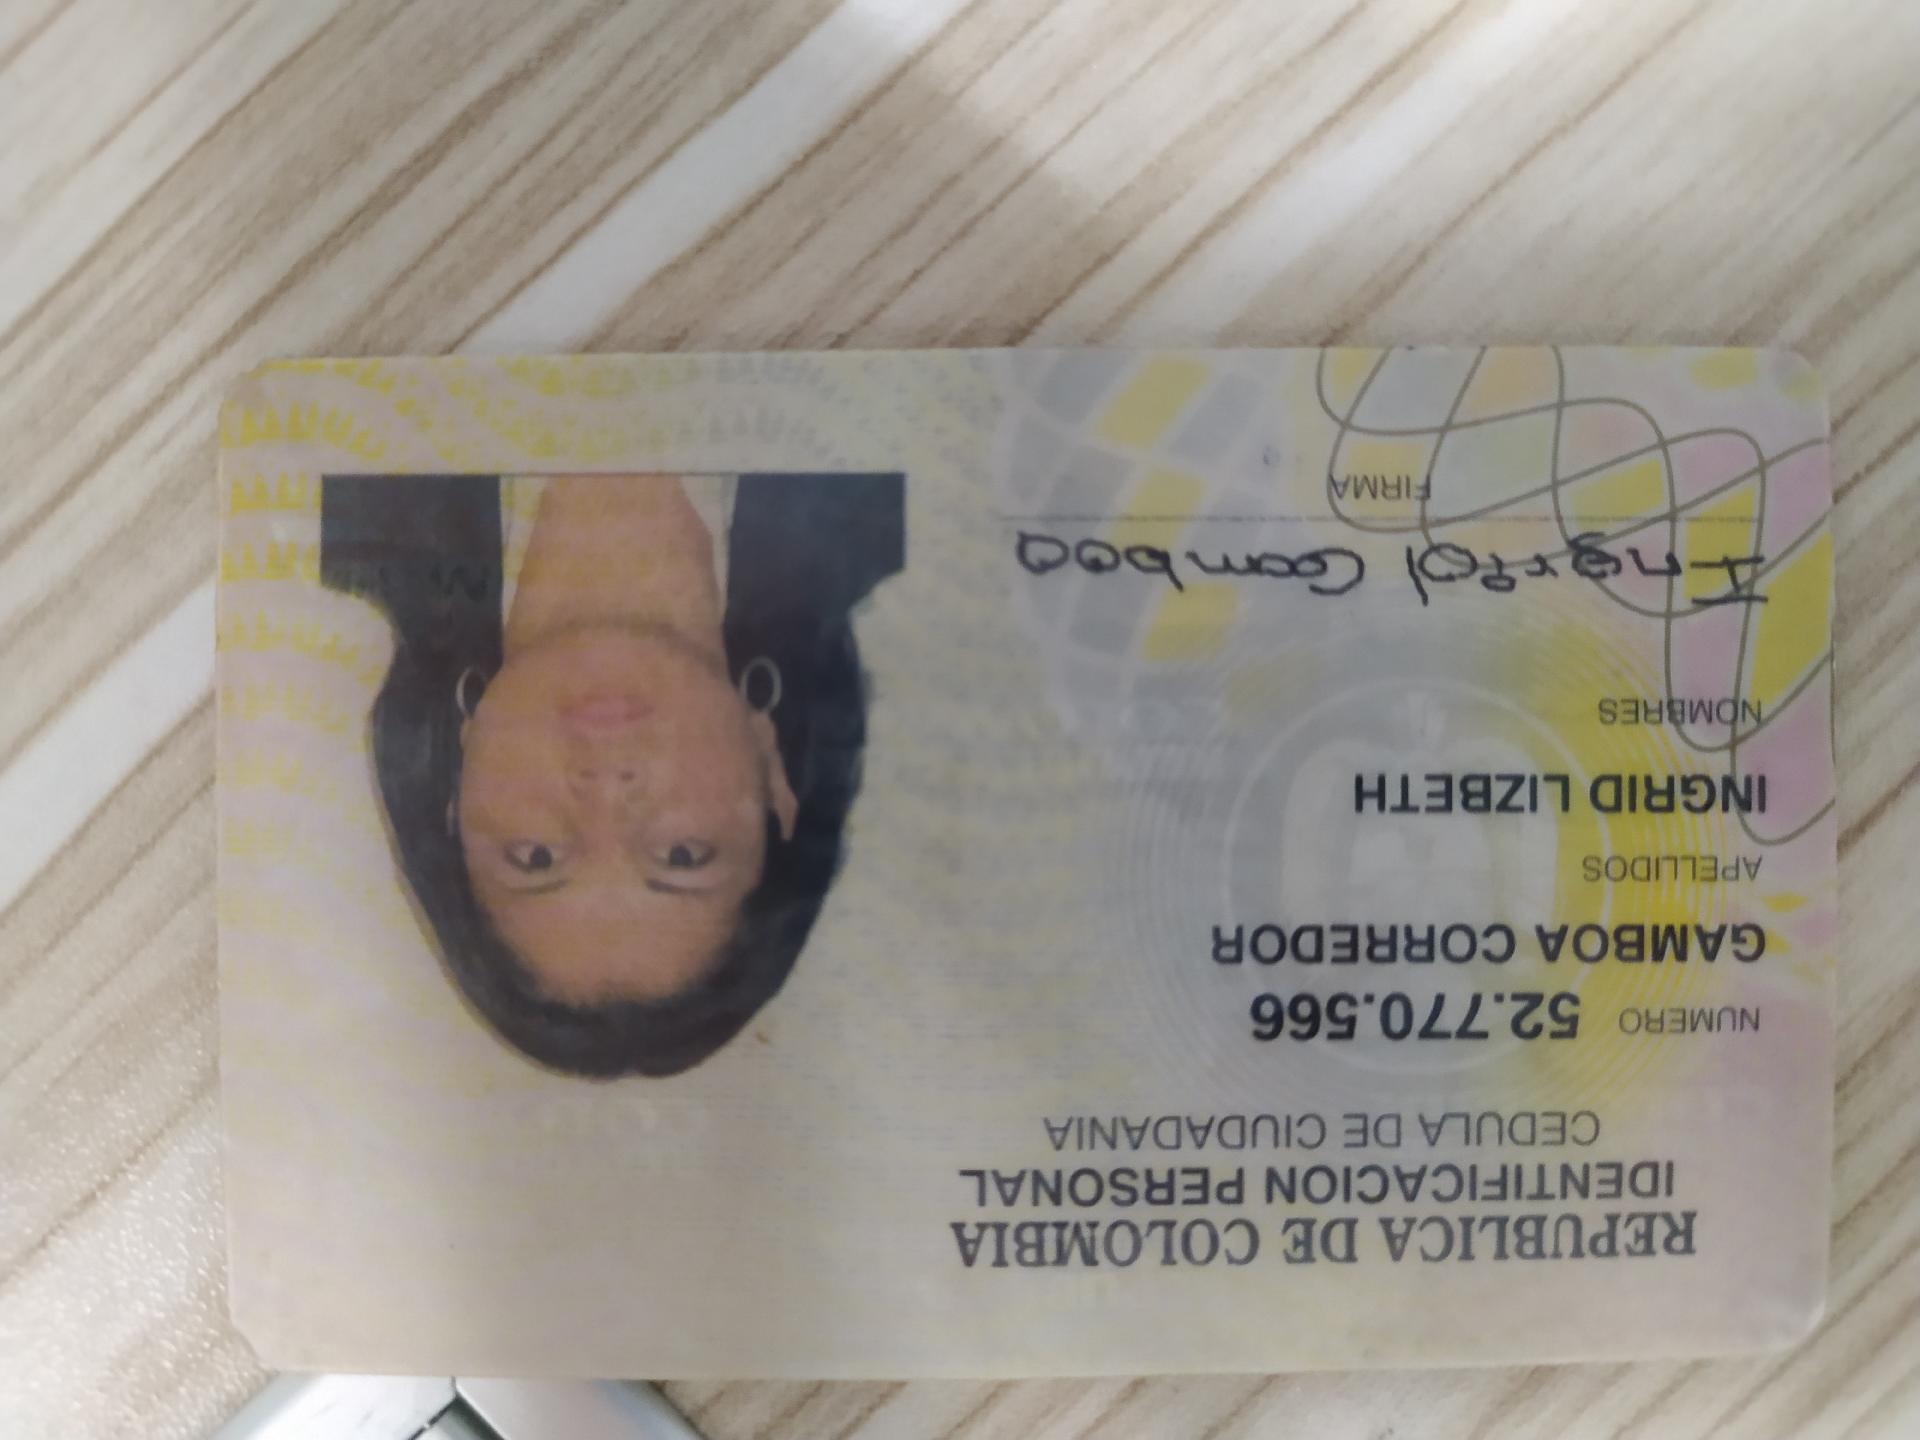 REPUBLICA DE COLOMBIA
IDENTIFICACION PERSONAL
CEDULA DE CIUDADANIA
NUMERO 52.770.566
GAMBOA CORREDOR
APELLIDOS
INGRID LIZBETH
NOMBRES
Ingrid Gamboa
FIRMA